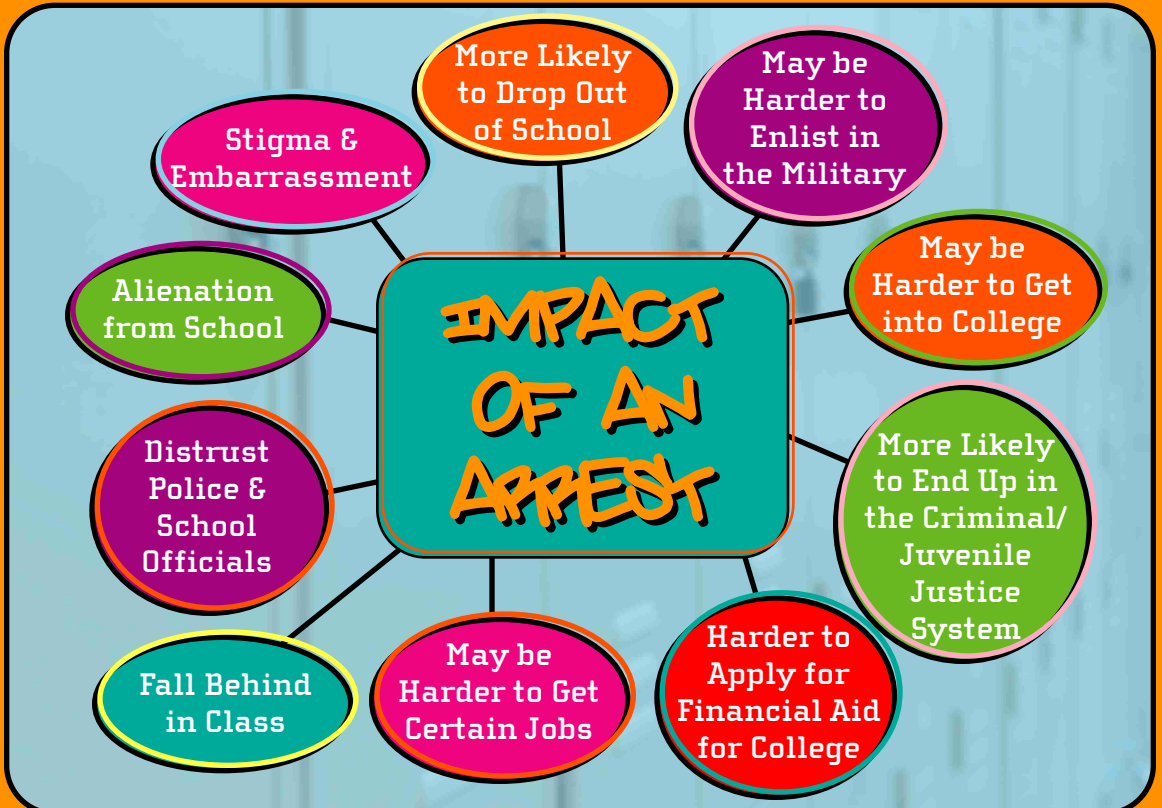 More Likely
to Drop Out
of School
May be
Harder to
Enlist in
the Military
Stigma &
Embarrassment
May be
Harder to Get
into College
Alienation
from School
IMPACT
OF AN
ARREST
More Likely
to End Up in
the Criminal/
Juvenile
Justice
System
Distrust
Police &
School
Officials
Fall Behind
in Class
May be
Harder to Get
Certain Jobs
Harder to
Apply for
Financial Aid
for College